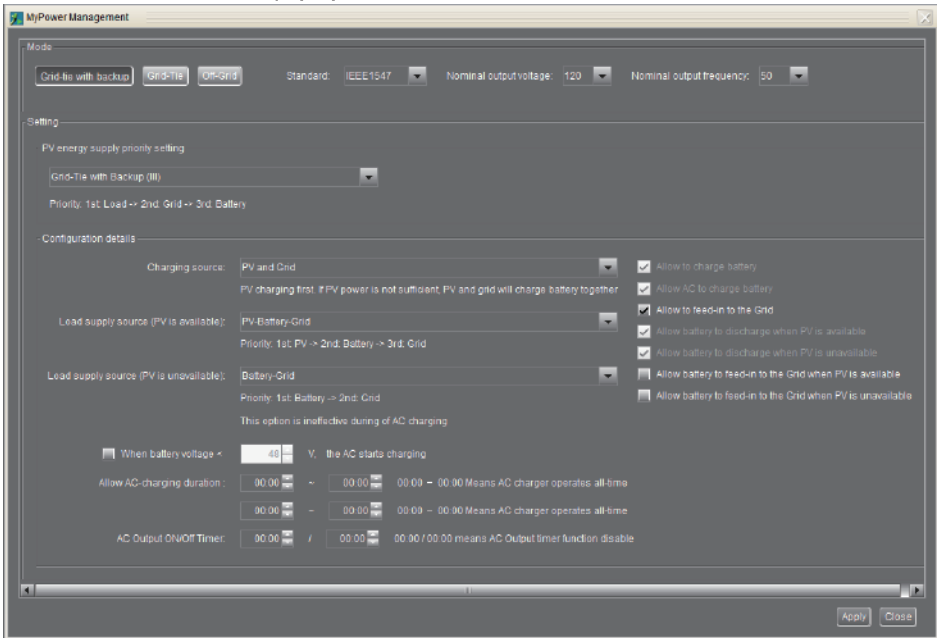 MyPower Management
Mode
Grid-tie with backup Grid-Tie Off-Grid Standard: IEEE1547 Nominal output voltage: 120 Nominal output frequency: 50
Setting
PV energy supply priority setting
Grid-Tie with Backup (III)
Priority: 1st: Load -> 2nd: Grid -> 3rd: Battery
Configuration details
Charging source: PV and Grid
PV charging first. If PV power is not sufficient, PV and grid will charge battery together
Load supply source (PV is available): PV-Battery-Grid
Priority: 1st: PV -> 2nd: Battery -> 3rd: Grid
Load supply source (PV is unavailable): Battery-Grid
Priority: 1st: Battery -> 2nd: Grid
This option is ineffective during of AC charging
Allow to charge battery
Allow AC to charge battery
Allow to feed-in to the Grid
Allow battery to discharge when PV is available
Allow battery to discharge when PV is unavailable
Allow battery to feed-in to the Grid when PV is available
Allow battery to feed-in to the Grid when PV is unavailable
When battery voltage < 48 V, the AC starts charging
Allow AC-charging duration : 00:00 ~ 00:00 00:00 ~ 00:00 Means AC charger operates all-time
00:00 ~ 00:00 00:00 ~ 00:00 Means AC charger operates all-time
AC Output ON/Off Timer: 00:00 / 00:00 00:00 / 00:00 means AC Output timer function disable
Apply Close